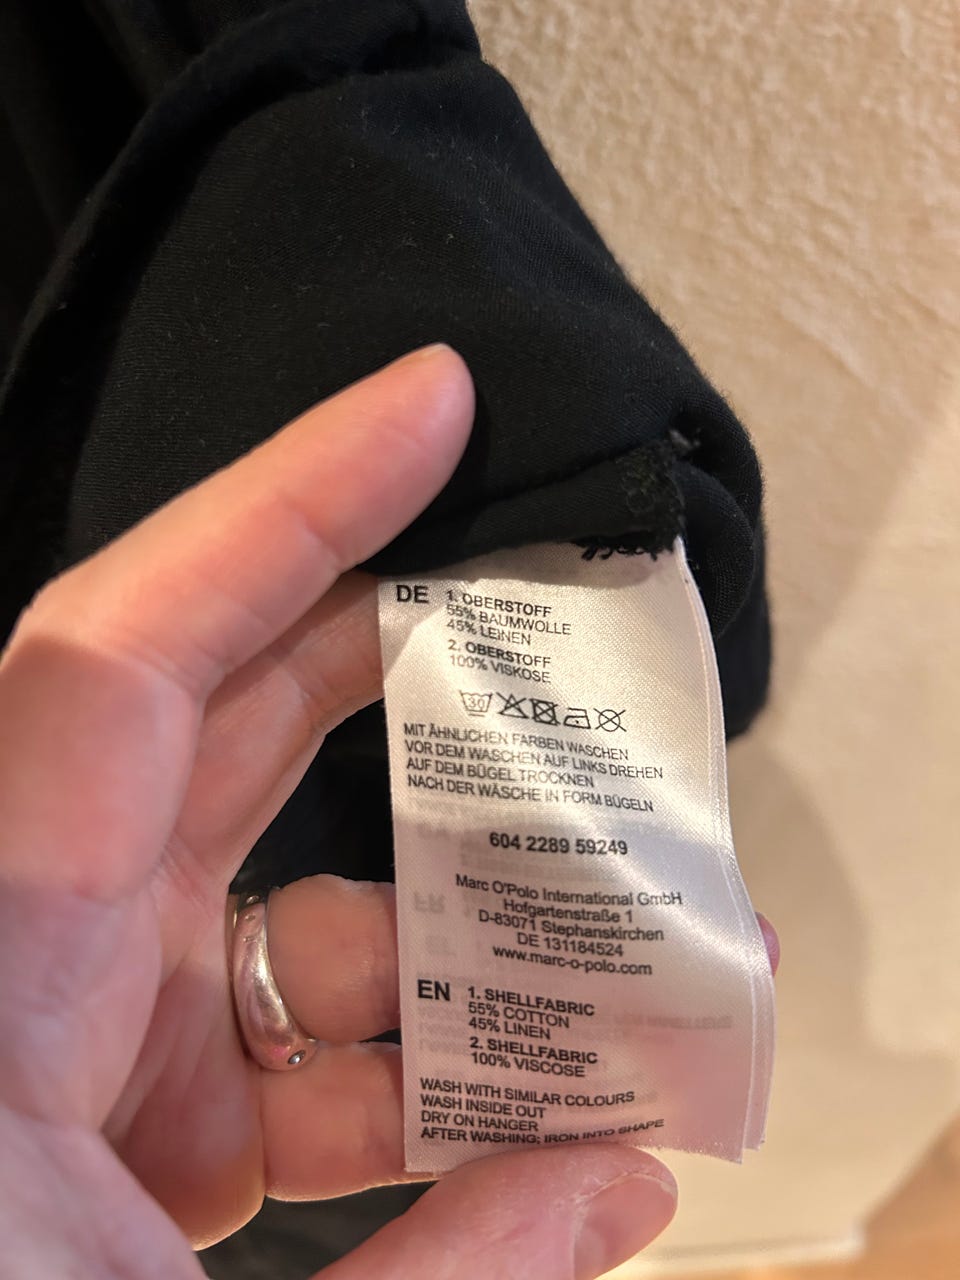 DE 1. OBERSTOFF
55% BAUMWOLLE
45% LEINEN
2. OBERSTOFF
100% VISKOSE
30
MIT ÄHNLICHEN FARBEN WASCHEN
VOR DEM WASCHEN AUF LINKS DREHEN
AUF DEM BÜGEL TROCKNEN
NACH DER WÄSCHE IN FORM BÜGELN
604 2289 59249
Marc O'Polo International GmbH
Hofgartenstraße 1
D-83071 Stephanskirchen
DE 131184524
www.marc-o-polo.com
EN 1. SHELLFABRIC
55% COTTON
45% LINEN
2. SHELLFABRIC
100% VISCOSE
WASH WITH SIMILAR COLOURS
WASH INSIDE OUT
DRY ON HANGER
AFTER WASHING; IRON INTO SHAPE